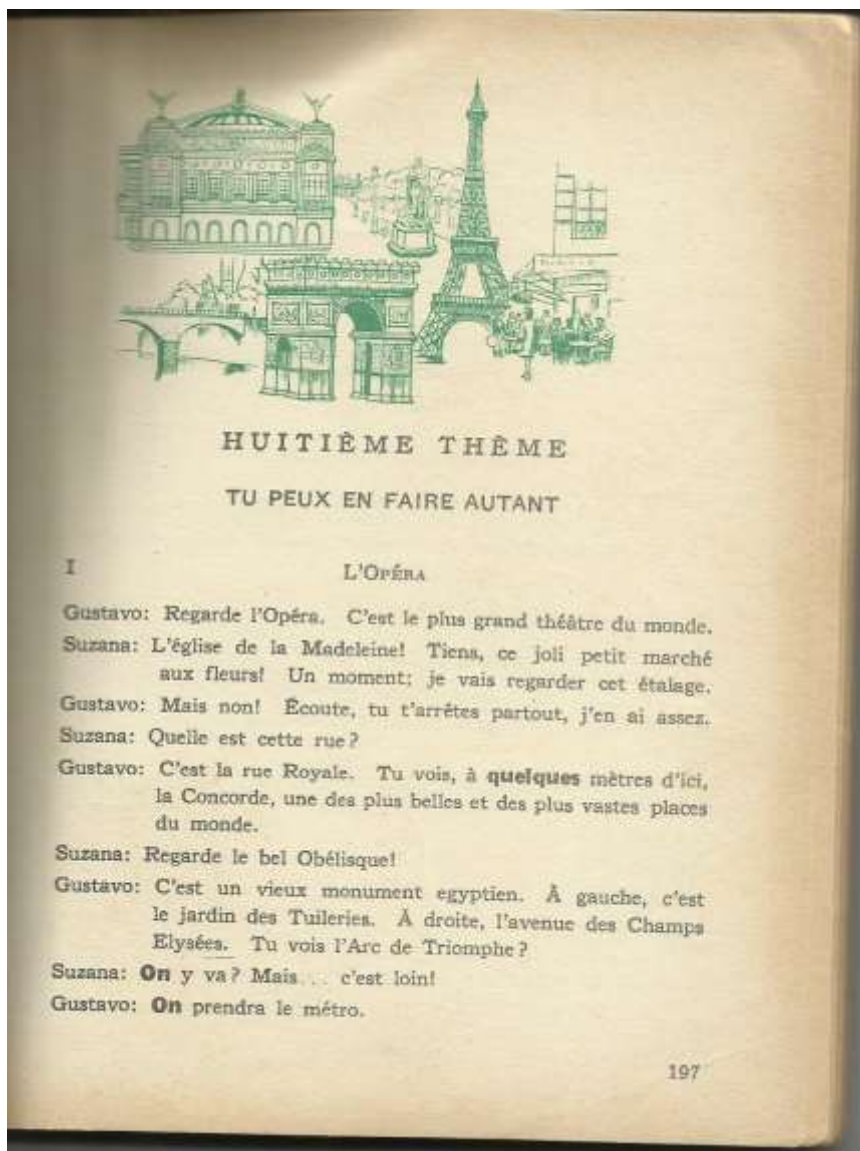 HUITIÈME THÈME
TU PEUX EN FAIRE AUTANT
I L'OPÉRA
Gustavo: Regarde l'Opéra. C'est le plus grand théâtre du monde.
Suzana: L'église de la Madeleine! Tiens, ce joli petit marché
aux fleurs! Un moment; je vais regarder cet étalage.
Gustavo: Mais non! Écoute, tu t'arrêtes partout, j'en ai assez.
Suzana: Quelle est cette rue?
Gustavo: C'est la rue Royale. Tu vois, à quelques mètres d'ici,
la Concorde, une des plus belles et des plus vastes places
du monde.
Suzana: Regarde le bel Obélisque!
Gustavo: C'est un vieux monument egyptien. À gauche, c'est
le jardin des Tuileries. À droite, l'avenue des Champs
Elysées. Tu vois l'Arc de Triomphe?
Suzana: On y va? Mais... c'est loin!
Gustavo: On prendra le métro.
197